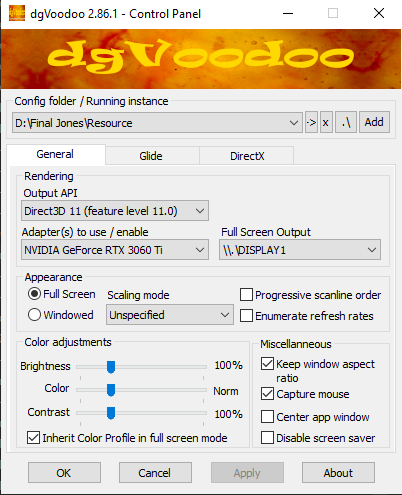 dgVoodoo 2.86.1 - Control Panel
dgVoodoo
Config folder / Running instance
D:\Final Jones\Resource
->
x
.\
Add
General
Glide
DirectX
Rendering
Output API
Direct3D 11 (feature level 11.0)
Adapter(s) to use / enable
Full Screen Output
NVIDIA GeForce RTX 3060 Ti
\\.\DISPLAY1
Appearance
Full Screen
Scaling mode
Progressive scanline order
Windowed
Unspecified
Enumerate refresh rates
Color adjustments
Brightness
100%
Color
Norm
Contrast
100%
Inherit Color Profile in full screen mode
Miscellaneous
Keep window aspect
ratio
Capture mouse
Center app window
Disable screen saver
OK
Cancel
Apply
About